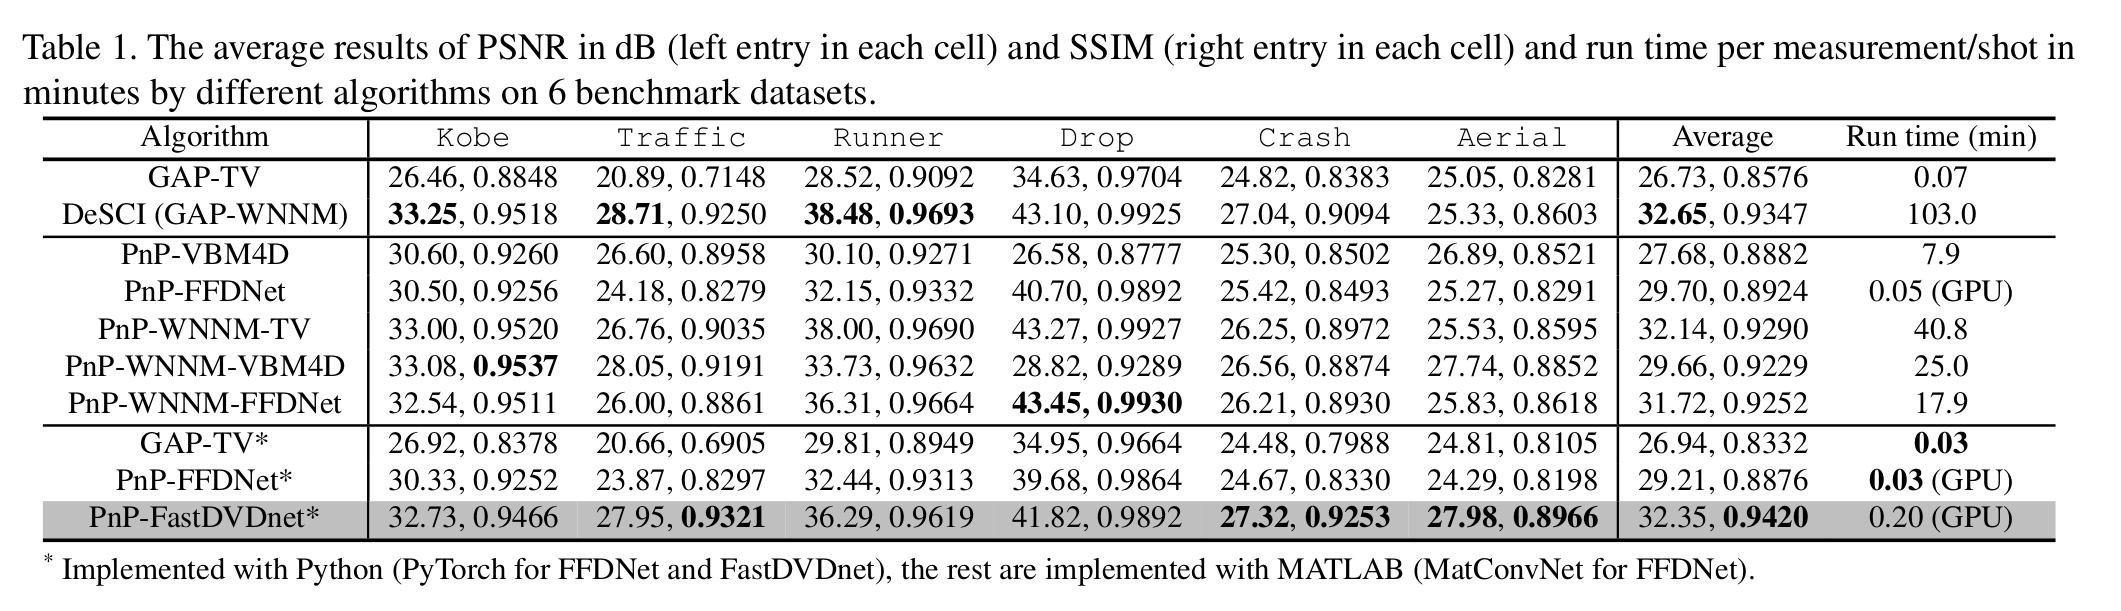 Table 1. The average results of PSNR in dB (left entry in each cell) and SSIM (right entry in each cell) and run time per measurement/shot in
minutes by different algorithms on 6 benchmark datasets.
Algorithm Kobe Traffic Runner Drop Crash Aerial Average Run time (min)
GAP-TV 26.46, 0.8848 20.89, 0.7148 28.52, 0.9092 34.63, 0.9704 24.82, 0.8383 25.05, 0.8281 26.73, 0.8576 0.07
DeSCI (GAP-WNNM) 33.25, 0.9518 28.71, 0.9250 38.48, 0.9693 43.10, 0.9925 27.04, 0.9094 25.33, 0.8603 32.65, 0.9347 103.0
PnP-VBM4D 30.60, 0.9260 26.60, 0.8958 30.10, 0.9271 26.58, 0.8777 25.30, 0.8502 26.89, 0.8521 27.68, 0.8882 7.9
PnP-FFDNet 30.50, 0.9256 24.18, 0.8279 32.15, 0.9332 40.70, 0.9892 25.42, 0.8493 25.27, 0.8291 29.70, 0.8924 0.05 (GPU)
PnP-WNNM-TV 33.00, 0.9520 26.76, 0.9035 38.00, 0.9690 43.27, 0.9927 26.25, 0.8972 25.53, 0.8595 32.14, 0.9290 40.8
PnP-WNNM-VBM4D 33.08, 0.9537 28.05, 0.9191 33.73, 0.9632 28.82, 0.9289 26.56, 0.8874 27.74, 0.8852 29.66, 0.9229 25.0
PnP-WNNM-FFDNet 32.54, 0.9511 26.00, 0.8861 36.31, 0.9664 43.45, 0.9930 26.21, 0.8930 25.83, 0.8618 31.72, 0.9252 17.9
GAP-TV* 26.92, 0.8378 20.66, 0.6905 29.81, 0.8949 34.95, 0.9664 24.48, 0.7988 24.81, 0.8105 26.94, 0.8332 0.03
PnP-FFDNet* 30.33, 0.9252 23.87, 0.8297 32.44, 0.9313 39.68, 0.9864 24.67, 0.8330 24.29, 0.8198 29.21, 0.8876 0.03 (GPU)
PnP-FastDVDnet* 32.73, 0.9466 27.95, 0.9321 36.29, 0.9619 41.82, 0.9892 27.32, 0.9253 27.98, 0.8966 32.35, 0.9420 0.20 (GPU)
* Implemented with Python (PyTorch for FFDNet and FastDVDnet), the rest are implemented with MATLAB (MatConvNet for FFDNet).